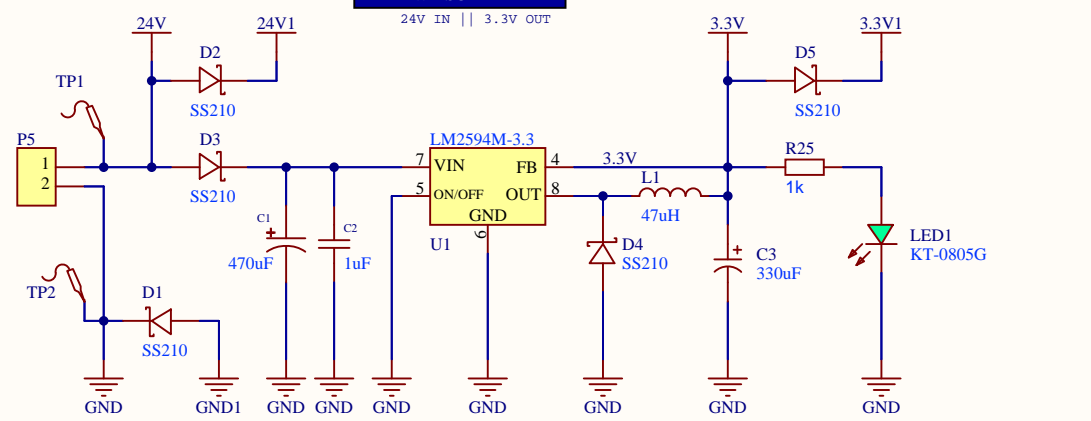 24V IN || 3.3V OUT
24V
24V1
3.3V
3.3V1
D2
SS210
D5
SS210
TP1
P5
1
2
D3
SS210
LM2594M-3.3
7 VIN
FB 4
5 ON/OFF
OUT 8
GND
6
U1
3.3V
L1
47uH
R25
1k
C1
+
470uF
C2
1uF
D4
SS210
+
C3
330uF
LED1
KT-0805G
TP2
D1
SS210
GND
GND1
GND
GND
GND
GND
GND
GND
GND